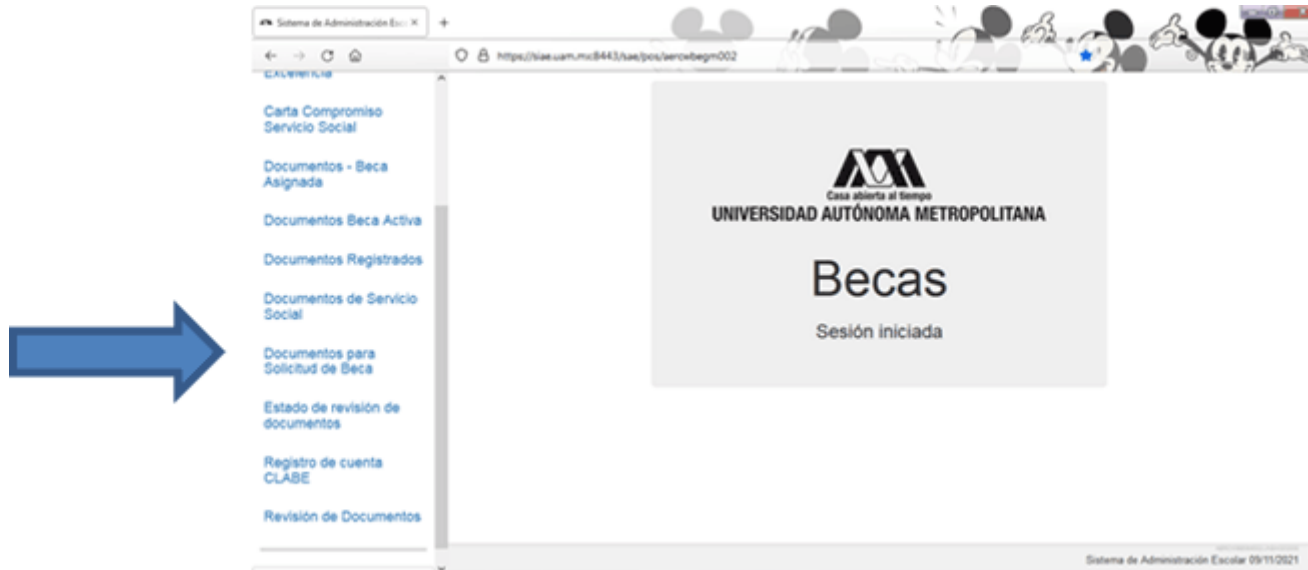 Sistema de Administración Esc
https://siae.uam.mx:8443/sae/pos/aerowbegm002
Excelencia
Carta Compromiso
Servicio Social
Documentos - Beca
Asignada
Documentos Beca Activa
Documentos Registrados
Documentos de Servicio
Social
Documentos para
Solicitud de Beca
Estado de revisión de
documentos
Registro de cuenta
CLABE
Revisión de Documentos
Casa abierta al tiempo
UNIVERSIDAD AUTÓNOMA METROPOLITANA
Becas
Sesión iniciada
Sistema de Administración Escolar 09/11/2021